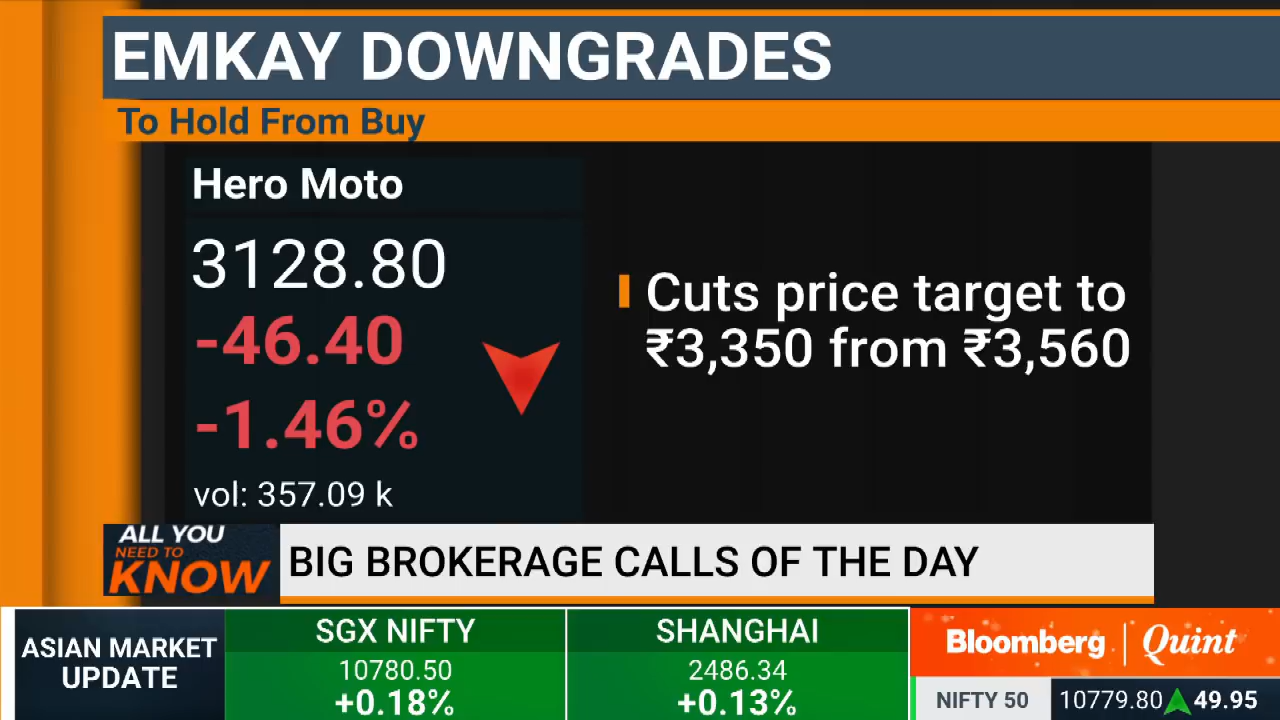 EMKAY DOWNGRADES
To Hold From Buy
Hero Moto
3128.80
-46.40
-1.46%
vol: 357.09 k
Cuts price target to
₹3,350 from ₹3,560
ALL YOU
NEED TO
KNOW
BIG BROKERAGE CALLS OF THE DAY
ASIAN MARKET
UPDATE
SGX NIFTY
10780.50
+0.18%
SHANGHAI
2486.34
+0.13%
Bloomberg | Quint
NIFTY 50
10779.80 ▲ 49.95